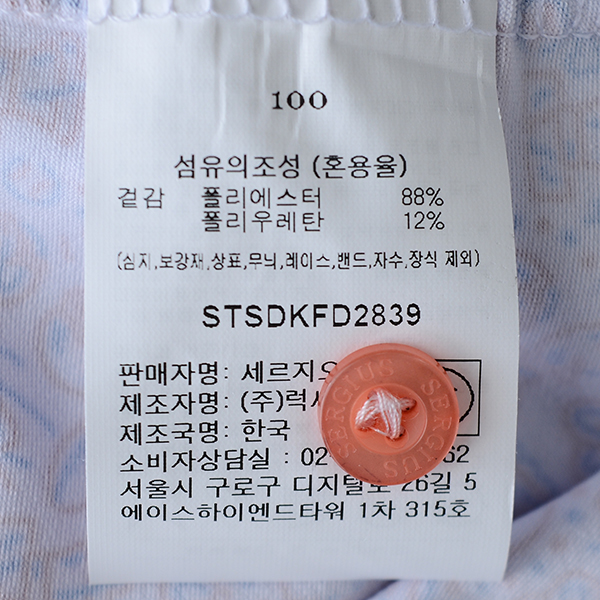 100
섬유의조성 (혼용율)
겉감 폴리에스터 88%
폴리우레탄 12%
(심지,보강재,상표,무늬,레이스,밴드,자수,장식 제외)
STSDKFD2839
판매자명: 세르지오
제조자명: (주)럭
제조국명: 한국
소비자상담실 : 02 62
서울시 구로구 디지털로 26길 5
에이스하이엔드타워 1차 315호
SERGIUS SERGIUS